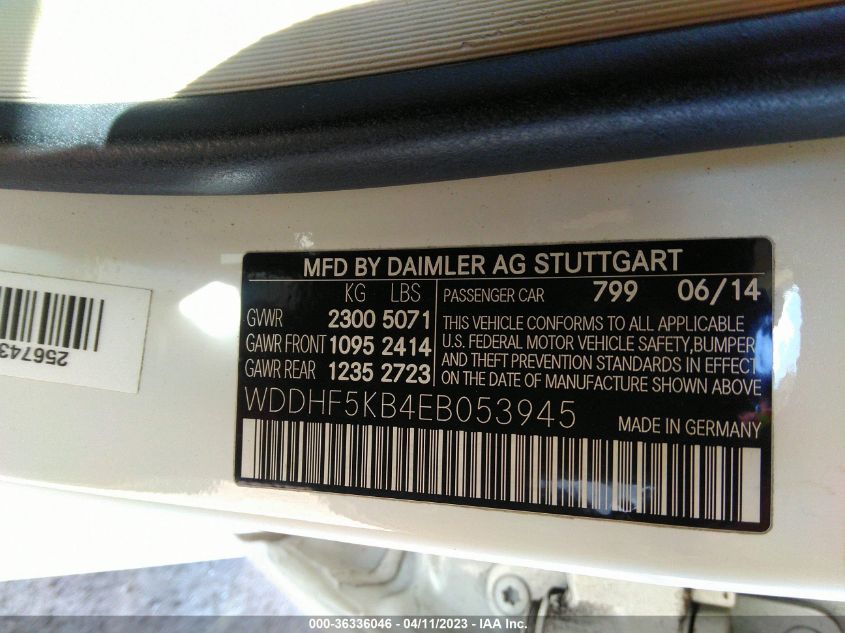 MFD BY DAIMLER AG STUTTGART
KG LBS
GVWR 2300 5071
GAWR FRONT 1095 2414
GAWR REAR 1235 2723
PASSENGER CAR 799 06/14
THIS VEHICLE CONFORMS TO ALL APPLICABLE
U.S. FEDERAL MOTOR VEHICLE SAFETY,BUMPER
AND THEFT PREVENTION STANDARDS IN EFFECT
ON THE DATE OF MANUFACTURE SHOWN ABOVE
WDDHF5KB4EB053945 MADE IN GERMANY
256743
000-36336046 - 04/11/2023 - IAA Inc.